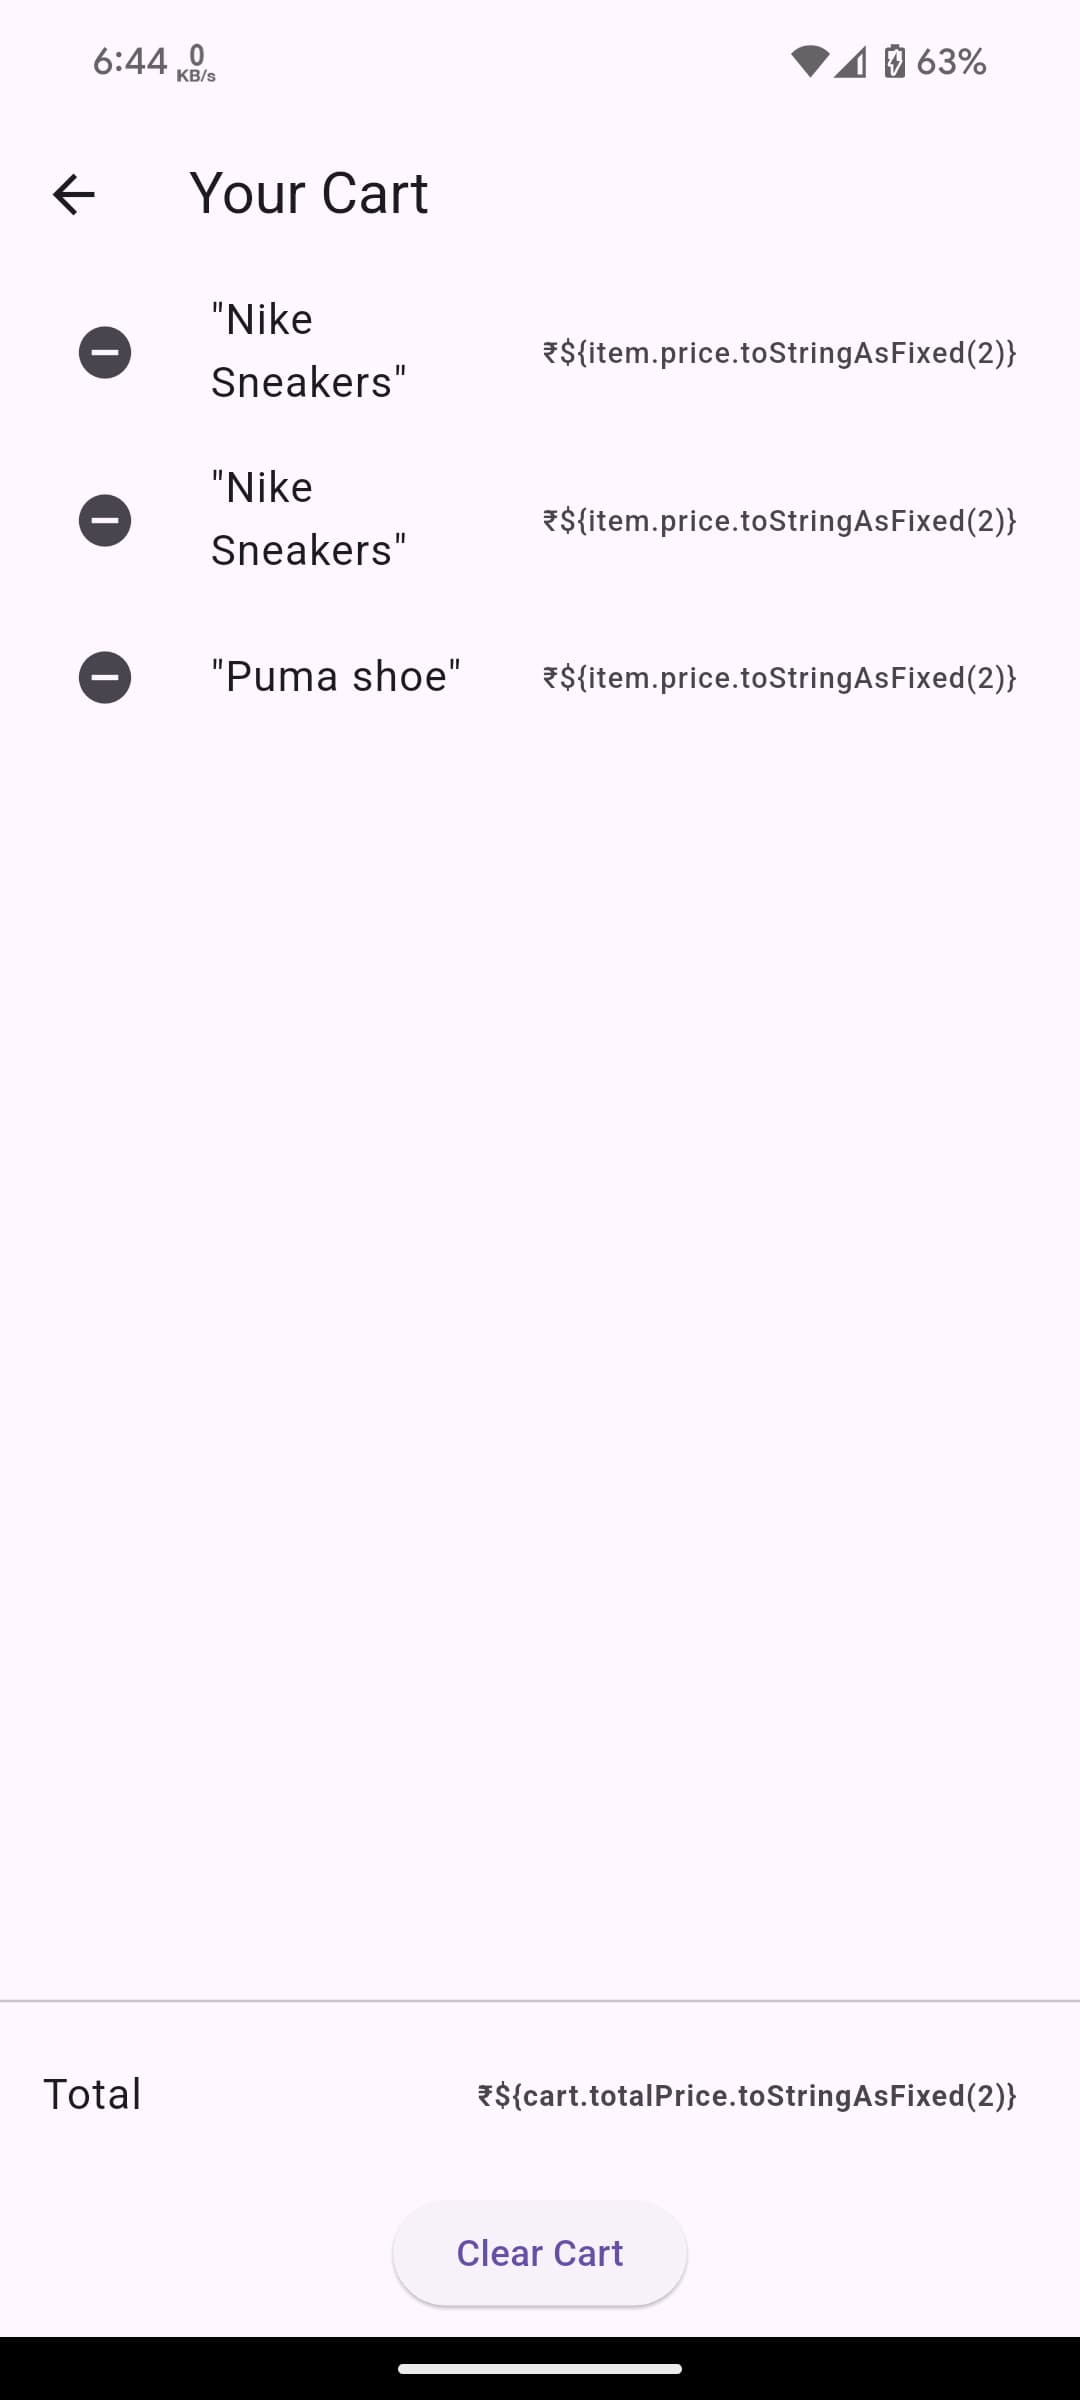 6:44 0 KB/s 63%
Your Cart
"Nike
Sneakers"
₹${item.price.toStringAsFixed(2)}
"Nike
Sneakers"
₹${item.price.toStringAsFixed(2)}
"Puma shoe"
₹${item.price.toStringAsFixed(2)}
Total
₹${cart.totalPrice.toStringAsFixed(2)}
Clear Cart